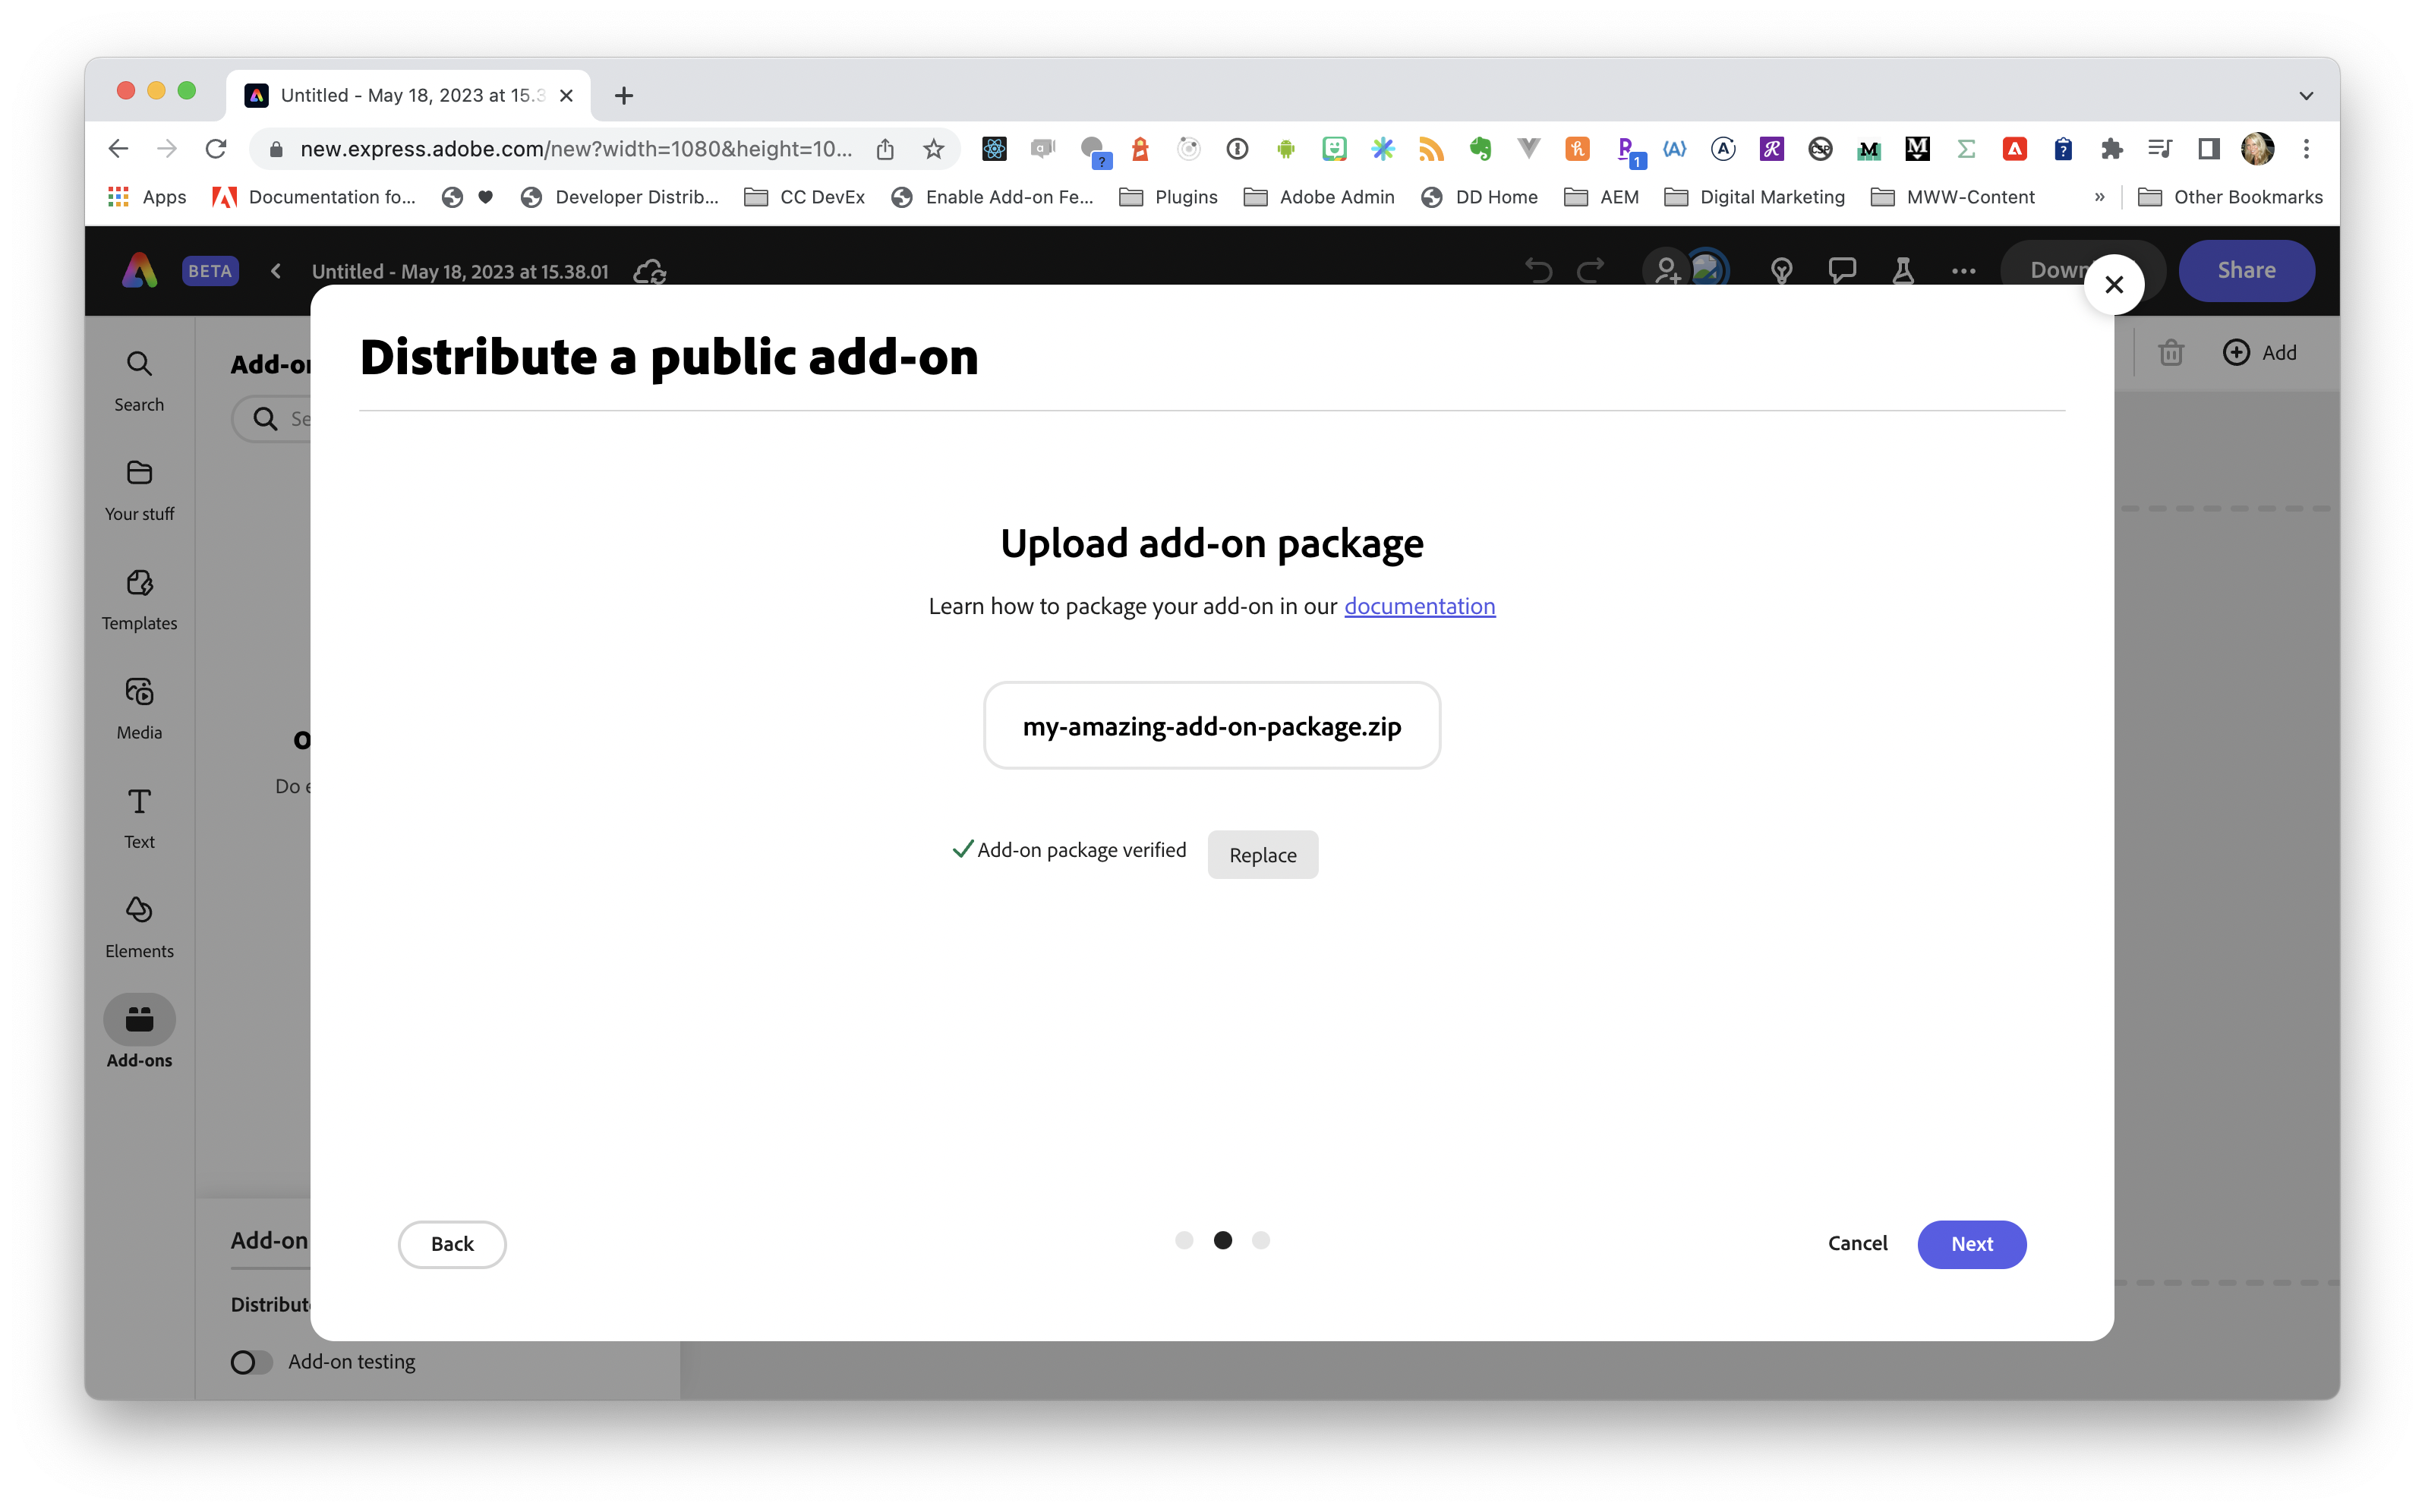 Untitled - May 18, 2023 at 15.3
new.express.adobe.com/new?width=1080&height=10...
Apps
Documentation fo...
Developer Distrib...
CC DevEx
Enable Add-on Fe...
Plugins
Adobe Admin
DD Home
AEM
Digital Marketing
MWW-Content
»
Other Bookmarks
BETA
Untitled - May 18, 2023 at 15.38.01
Share
Add
Search
Your stuff
Templates
Media
Text
Elements
Add-ons
Distribute a public add-on
Upload add-on package
Learn how to package your add-on in our documentation
my-amazing-add-on-package.zip
Add-on package verified
Replace
Back
Cancel
Next
Add-on
Add-on testing